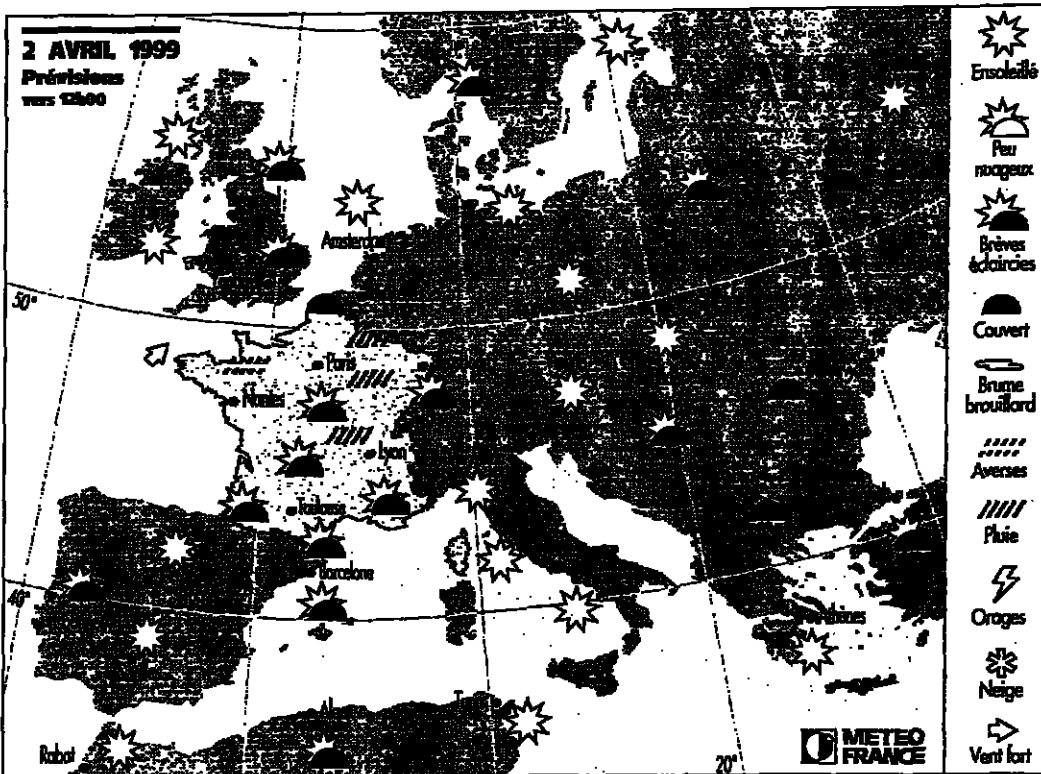 2 AVRIL 1999
Prévisions
vers 12h00
Amsterdam
50°
Paris
Nantes
Lyon
Toulouse
Barcelone
40°
Athènes
Rabat
20°
METEO
FRANCE
Ensoleillé
Peu
nuageux
Brèves
éclaircies
Couvert
Brume
brouillard
Averses
Pluie
Orages
Neige
Vent fort